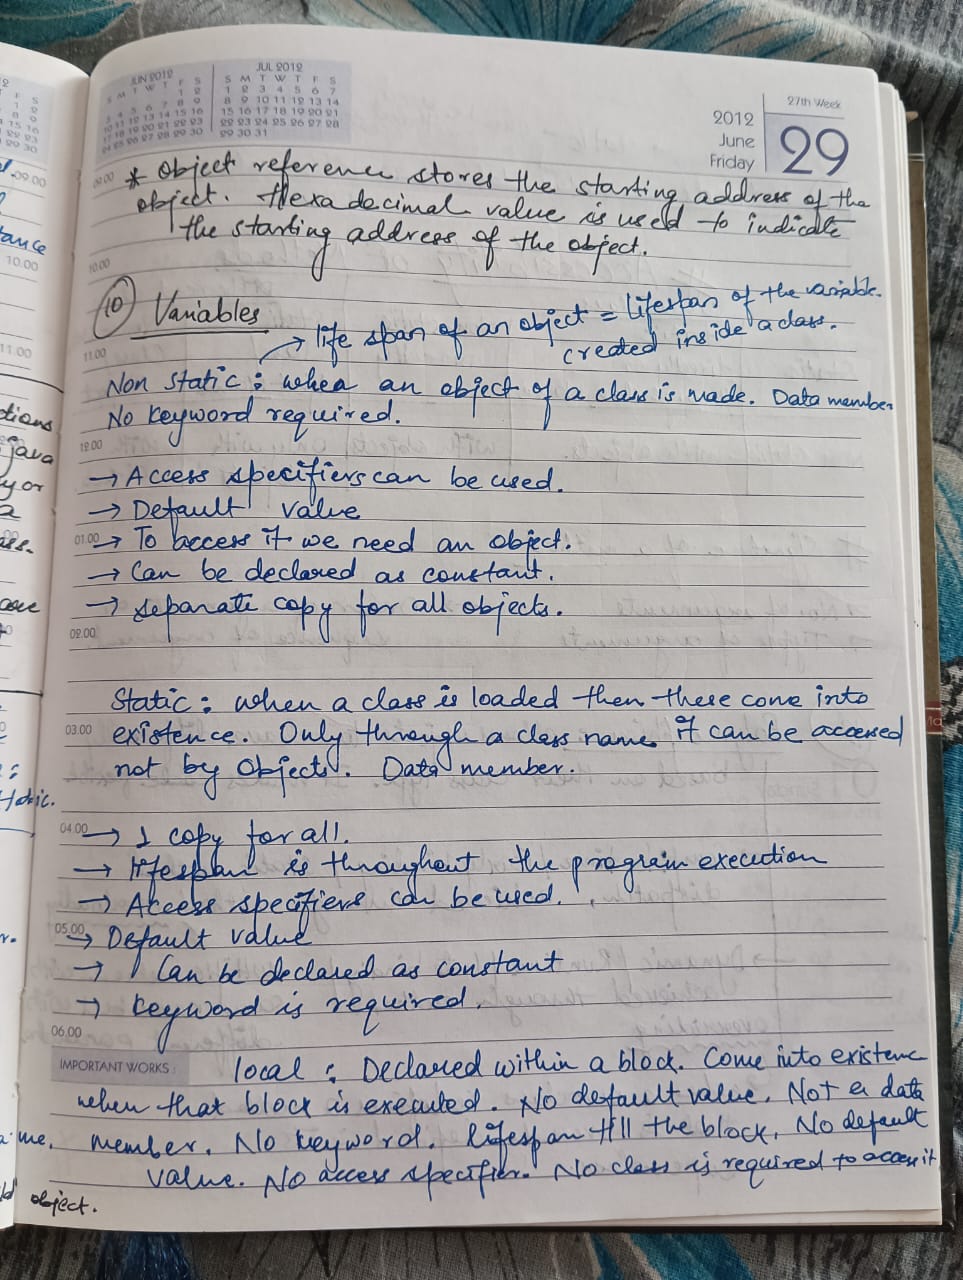 JUN 2012
S M T W T F S
1 2
3 4 5 6 7 8 9
10 11 12 13 14 15 16
17 18 19 20 21 22 23
24 25 26 27 28 29 30
JUL 2012
S M T W T F S
1 2 3 4 5 6 7
8 9 10 11 12 13 14
15 16 17 18 19 20 21
22 23 24 25 26 27 28
29 30 31
2012
June
Friday
27th Week
29
09.00 * Object reference stores the starting address of the
object. Hexadecimal value is used to indicate
the starting address of the object.
10.00
(10) Variables
→ life span of an object = lifespan of the variable
created inside a class.
11.00
Non Static : when an object of a class is made. Data member
No keyword required.
12.00
→ Access specifiers can be used.
→ Default value
01.00 → To access it we need an object.
→ Can be declared as constant.
→ separate copy for all objects.
02.00
Static : when a class is loaded then these come into
03.00 existence. Only through a class name it can be accessed
not by objects. Data member.
04.00 → 1 copy for all.
→ lifespan is throughout the program execution
→ Access specifiers can be used.
05.00 → Default value
→ Can be declared as constant
→ keyword is required.
06.00
IMPORTANT WORKS :
local : Declared within a block. Come into existence
when that block is executed. No default value. Not a data
member. No keyword. lifespan till the block. No default
value. No access specifier. No class is required to access it
object.
09.00
tance
10.00
11.00
ctions
java
y or
a
ass.
static.
me.